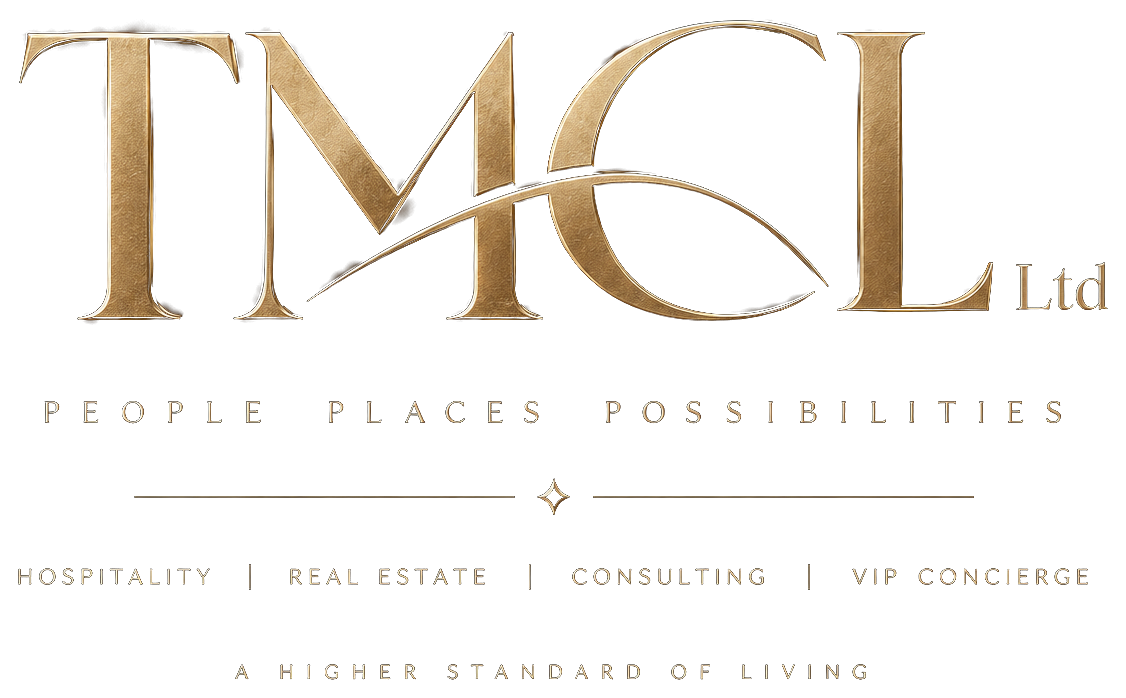 TMCL Ltd
PEOPLE PLACES POSSIBILITIES
HOSPITALITY | REAL ESTATE | CONSULTING | VIP CONCIERGE
A HIGHER STANDARD OF LIVING